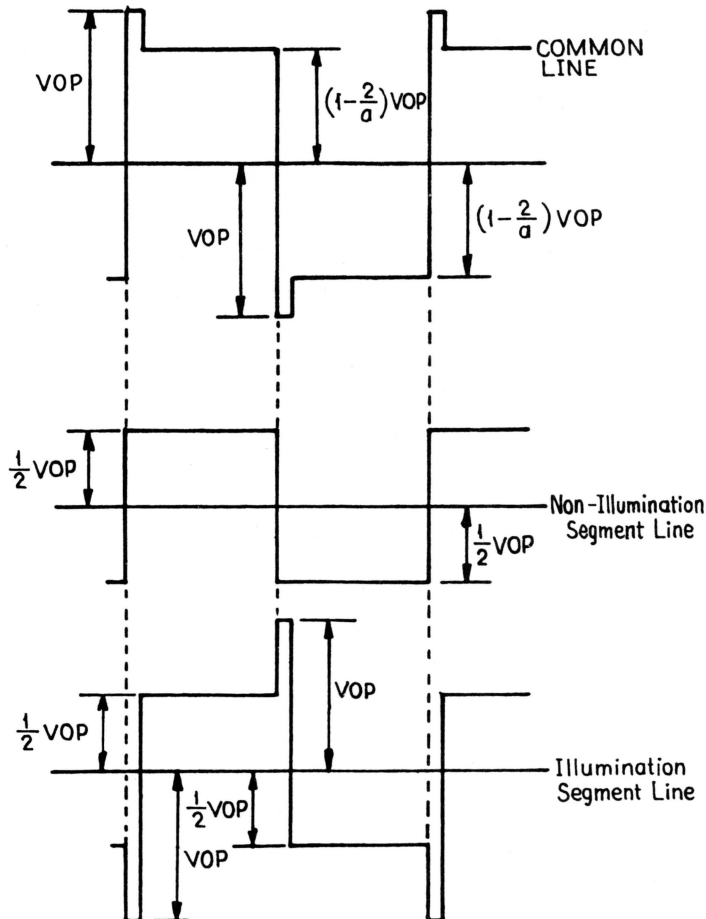 VOP
(1-2/a)VOP
COMMON
LINE
VOP
(1-2/a)VOP
1/2 VOP
Non-Illumination
Segment Line
1/2 VOP
VOP
1/2 VOP
Illumination
Segment Line
1/2 VOP
VOP